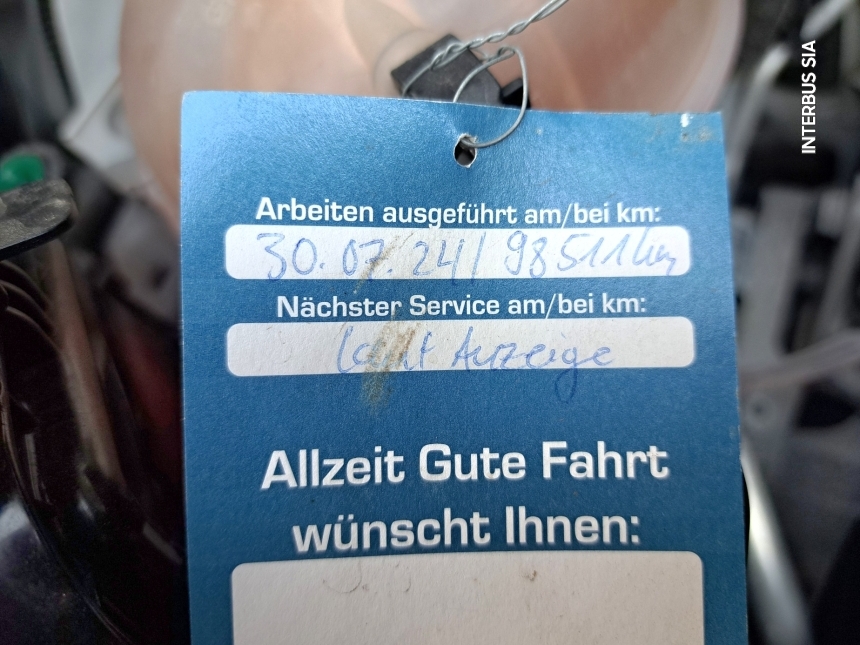 INTERBUS SIA
Arbeiten ausgeführt am/bei km:
30.07.24/ 98511km
Nächster Service am/bei km:
laut Anzeige
Allzeit Gute Fahrt
wünscht Ihnen: